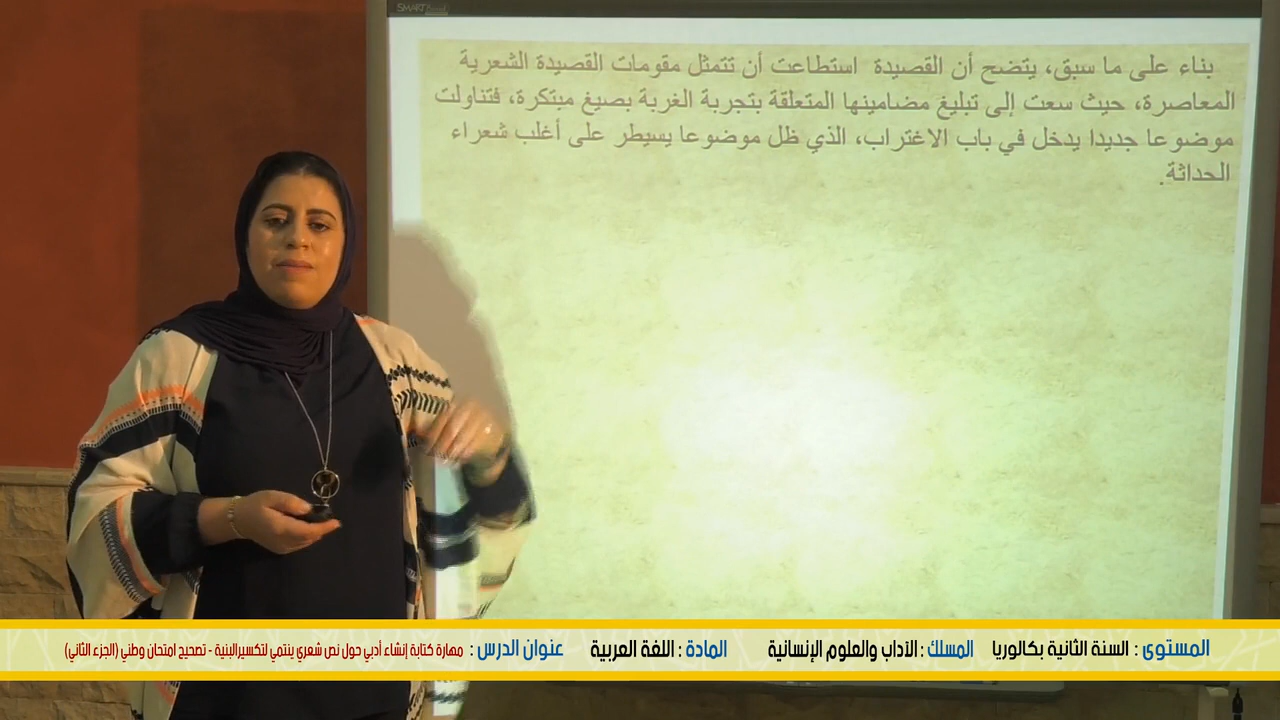 SMART
بناء على ما سبق، يتضح أن القصيدة استطاعت أن تتمثل مقومات القصيدة الشعرية
المعاصرة، حيث سعت إلى تبليغ مضامينها المتعلقة بتجربة الغربة بصيغ مبتكرة، فتناولت
موضوعا جديدا يدخل في باب الاغتراب، الذي ظل موضوعا يسيطر على أغلب شعراء
الحداثة.
المستوى : السنة الثانية بكالوريا المسلك : الآداب والعلوم الإنسانية المادة : اللغة العربية عنوان الدرس : مهارة كتابة إنشاء أدبي حول نص شعري ينتمي لتكسيرالبنية - تصحيح امتحان وطني (الجزء الثاني)